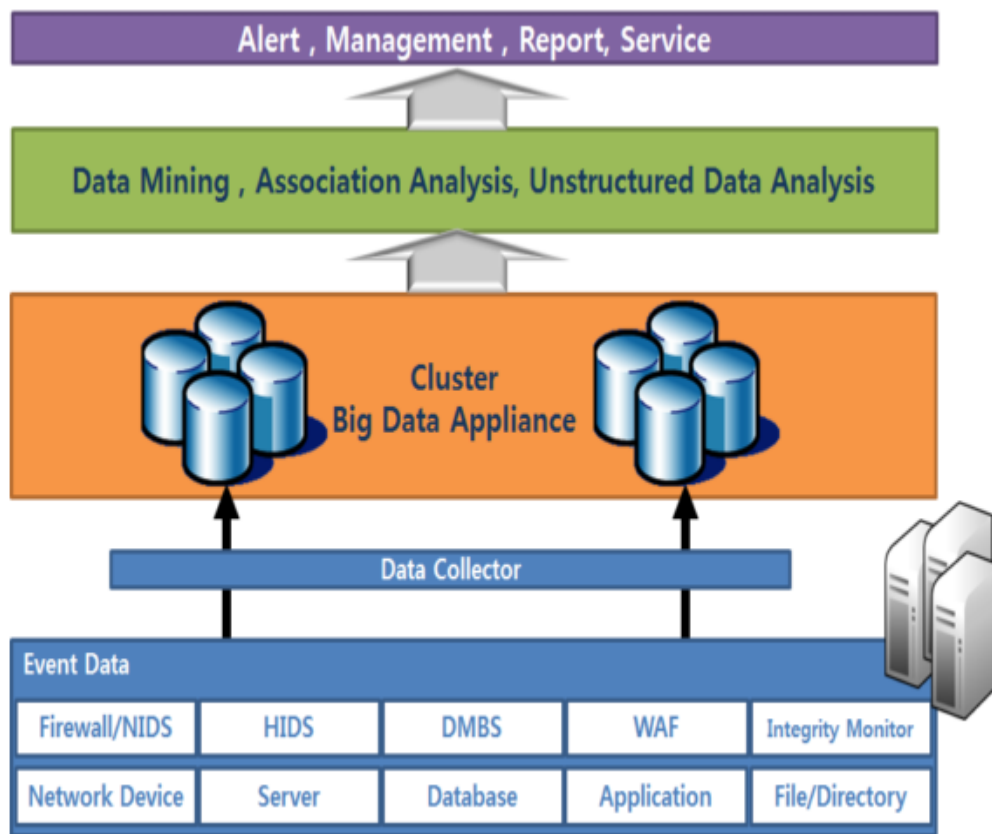 Alert , Management , Report, Service
Data Mining , Association Analysis, Unstructured Data Analysis
Cluster
Big Data Appliance
Data Collector
Event Data
Firewall/NIDS
HIDS
DMBS
WAF
Integrity Monitor
Network Device
Server
Database
Application
File/Directory